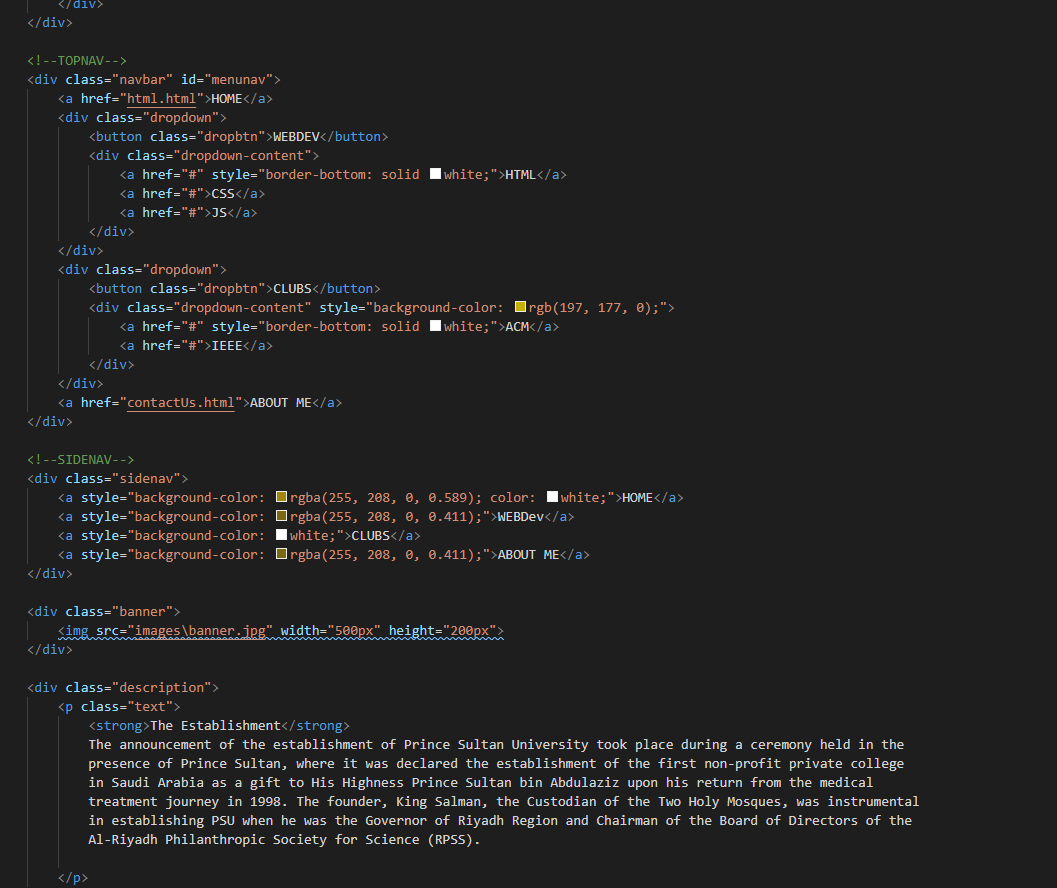 </div>
</div>
<!--TOPNAV-->
<div class="navbar" id="menunav">
<a href="html.html">HOME</a>
<div class="dropdown">
<button class="dropbtn">WEBDEV</button>
<div class="dropdown-content">
<a href="#" style="border-bottom: solid white;">HTML</a>
<a href="#">CSS</a>
<a href="#">JS</a>
</div>
</div>
<div class="dropdown">
<button class="dropbtn">CLUBS</button>
<div class="dropdown-content" style="background-color: rgb(197, 177, 0);">
<a href="#" style="border-bottom: solid white;">ACM</a>
<a href="#">IEEE</a>
</div>
</div>
<a href="contactUs.html">ABOUT ME</a>
</div>
<!--SIDENAV-->
<div class="sidenav">
<a style="background-color: rgba(255, 208, 0, 0.589); color: white;">HOME</a>
<a style="background-color: rgba(255, 208, 0, 0.411);">WEBDev</a>
<a style="background-color: white;">CLUBS</a>
<a style="background-color: rgba(255, 208, 0, 0.411);">ABOUT ME</a>
</div>
<div class="banner">
<img src="images\banner.jpg" width="500px" height="200px">
</div>
<div class="description">
<p class="text">
<strong>The Establishment</strong>
The announcement of the establishment of Prince Sultan University took place during a ceremony held in the
presence of Prince Sultan, where it was declared the establishment of the first non-profit private college
in Saudi Arabia as a gift to His Highness Prince Sultan bin Abdulaziz upon his return from the medical
treatment journey in 1998. The founder, King Salman, the Custodian of the Two Holy Mosques, was instrumental
in establishing PSU when he was the Governor of Riyadh Region and Chairman of the Board of Directors of the
Al-Riyadh Philanthropic Society for Science (RPSS).
</p>